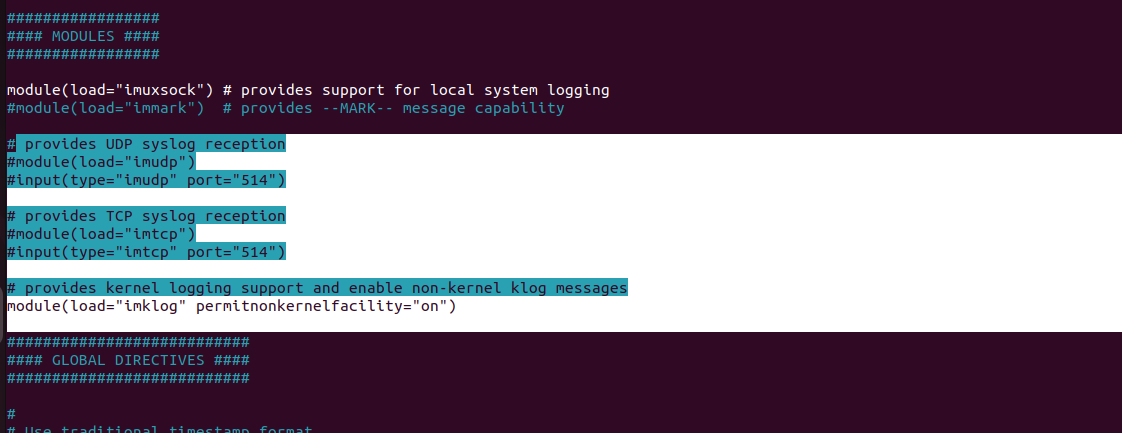 #################
#### MODULES ####
#################
module(load="imuxsock") # provides support for local system logging
#module(load="immark")  # provides --MARK-- message capability
# provides UDP syslog reception
#module(load="imudp")
#input(type="imudp" port="514")
# provides TCP syslog reception
#module(load="imtcp")
#input(type="imtcp" port="514")
# provides kernel logging support and enable non-kernel klog messages
module(load="imklog" permitnonkernelfacility="on")
###########################
#### GLOBAL DIRECTIVES ####
###########################
#
# Use traditional timestamp format